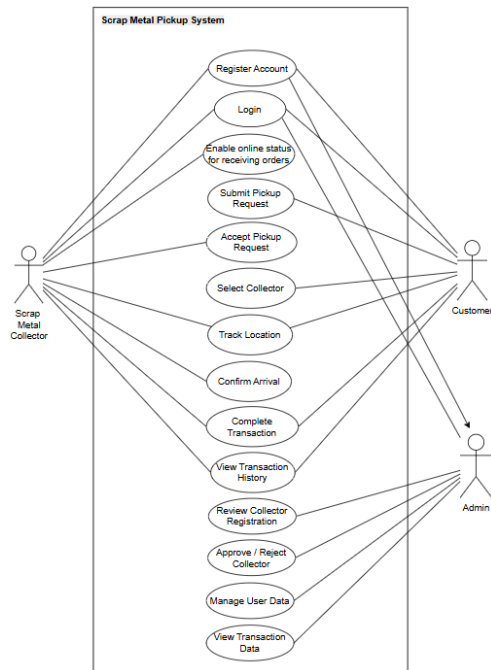 Scrap Metal Pickup System
Register Account
Login
Enable online status
for receiving orders
Submit Pickup
Request
Accept Pickup
Request
Select Collector
Scrap
Metal
Collector
Customer
Track Location
Confirm Arrival
Complete
Transaction
View Transaction
History
Review Collector
Registration
Admin
Approve / Reject
Collector
Manage User Data
View Transaction
Data